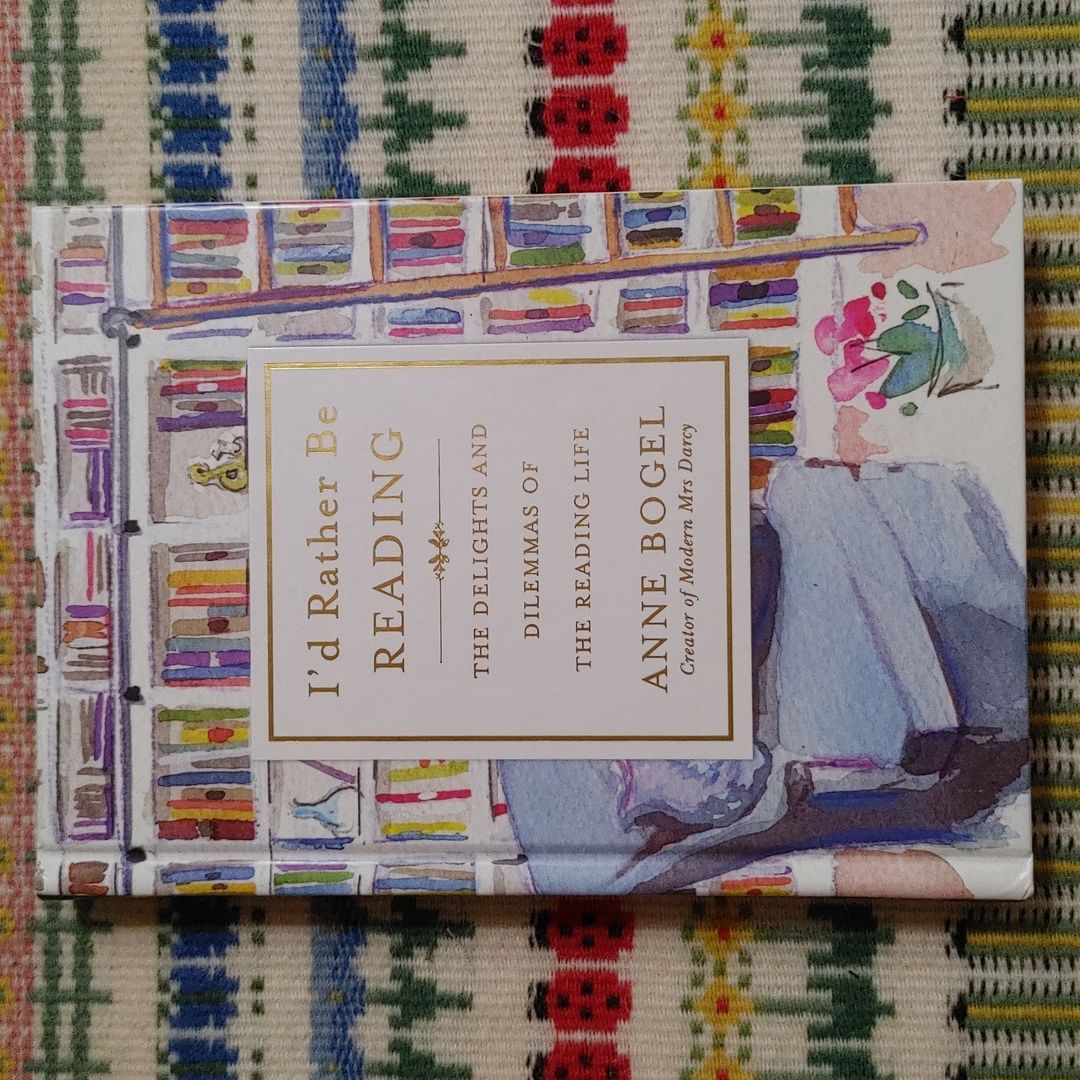 I'd Rather Be
READING
THE DELIGHTS AND
DILEMMAS OF
THE READING LIFE
ANNE BOGEL
Creator of Modern Mrs Darcy